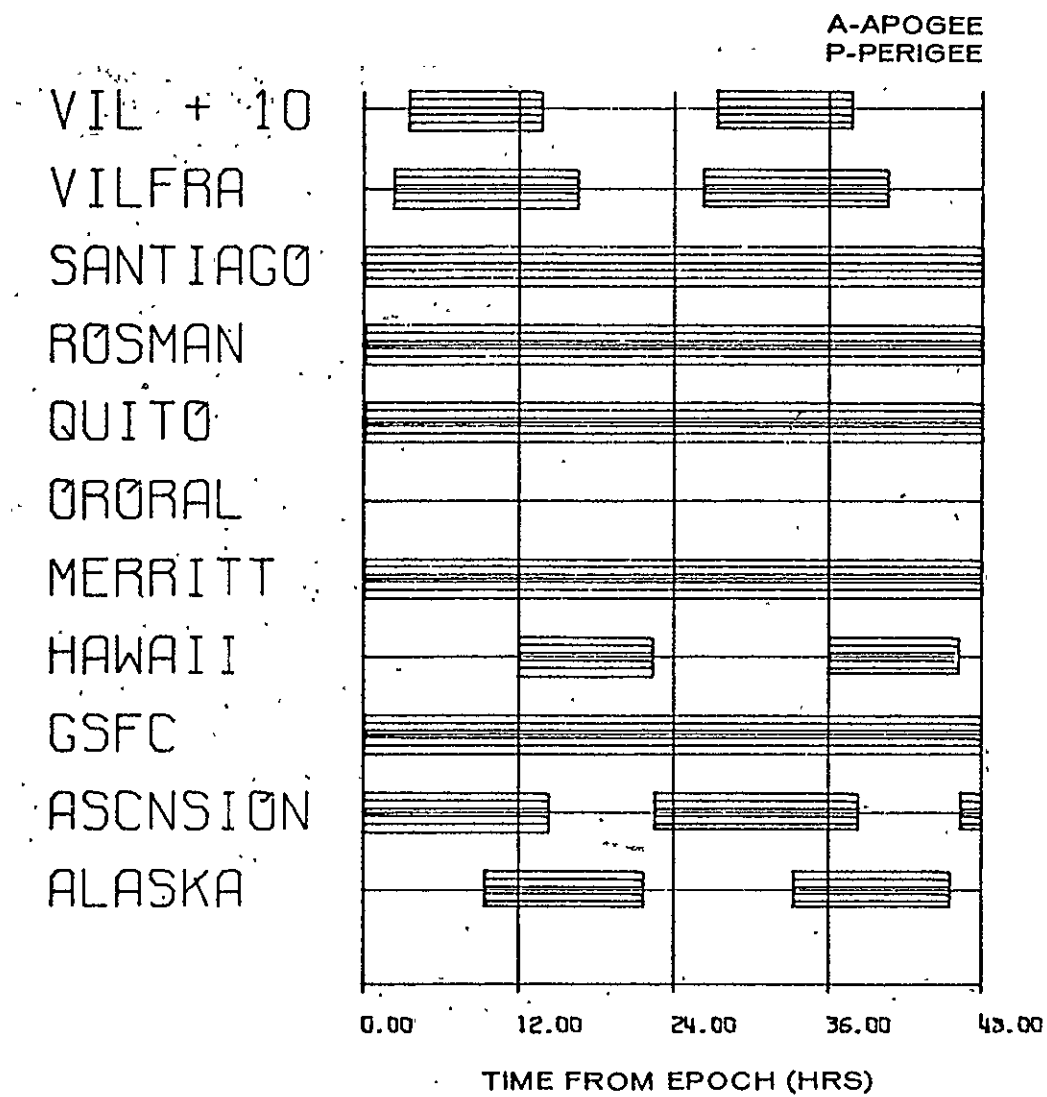 A-APOGEE
P-PERIGEE
VIL + 10
VILFRA
SANTIAGO
ROSMAN
QUITO
ORORAL
MERRITT
HAWAII
GSFC
ASCNSION
ALASKA
0.00 12.00 24.00 36.00 48.00
TIME FROM EPOCH (HRS)